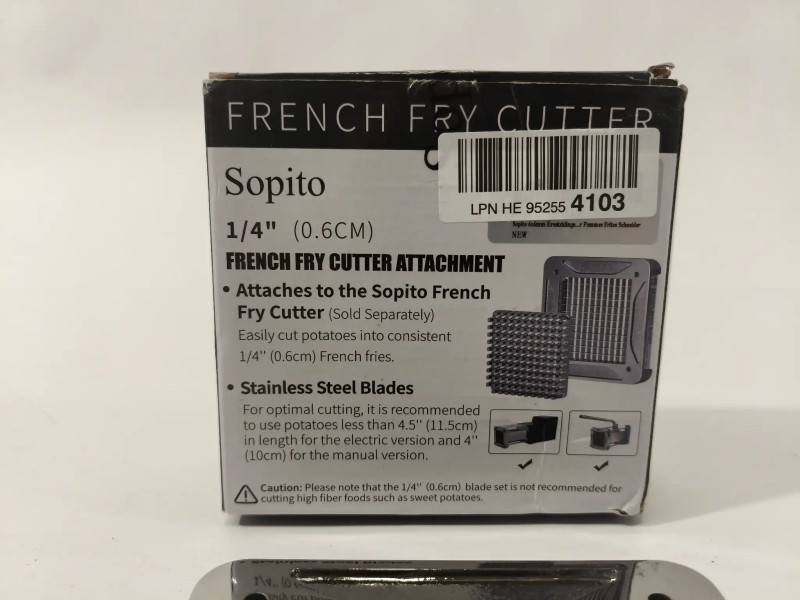 FRENCH FRY CUTTER
Sopito
LPN HE 95255 4103
NEW
1/4" (0.6CM)
FRENCH FRY CUTTER ATTACHMENT
• Attaches to the Sopito French
Fry Cutter (Sold Separately)
Easily cut potatoes into consistent
1/4" (0.6cm) French fries.
• Stainless Steel Blades
For optimal cutting, it is recommended
to use potatoes less than 4.5" (11.5cm)
in length for the electric version and 4"
(10cm) for the manual version.
Caution: Please note that the 1/4" (0.6cm) blade set is not recommended for
cutting high fiber foods such as sweet potatoes.